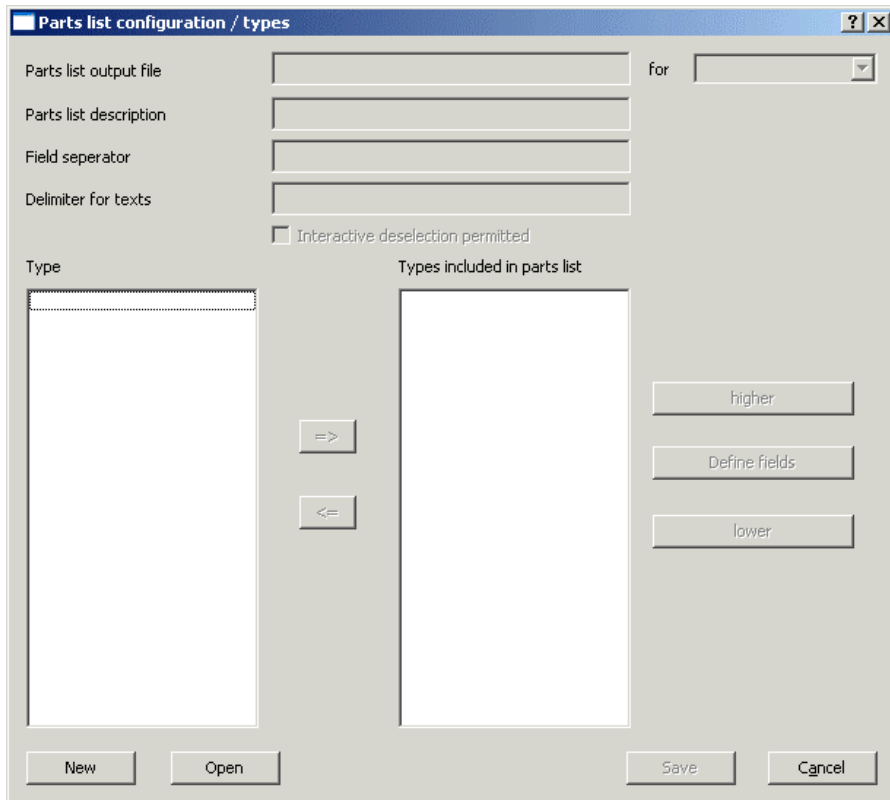 Parts list configuration / types
Parts list output file
for
Parts list description
Field seperator
Delimiter for texts
Interactive deselection permitted
Type
Types included in parts list
higher
=>
Define fields
<=
lower
New
Open
Save
Cancel